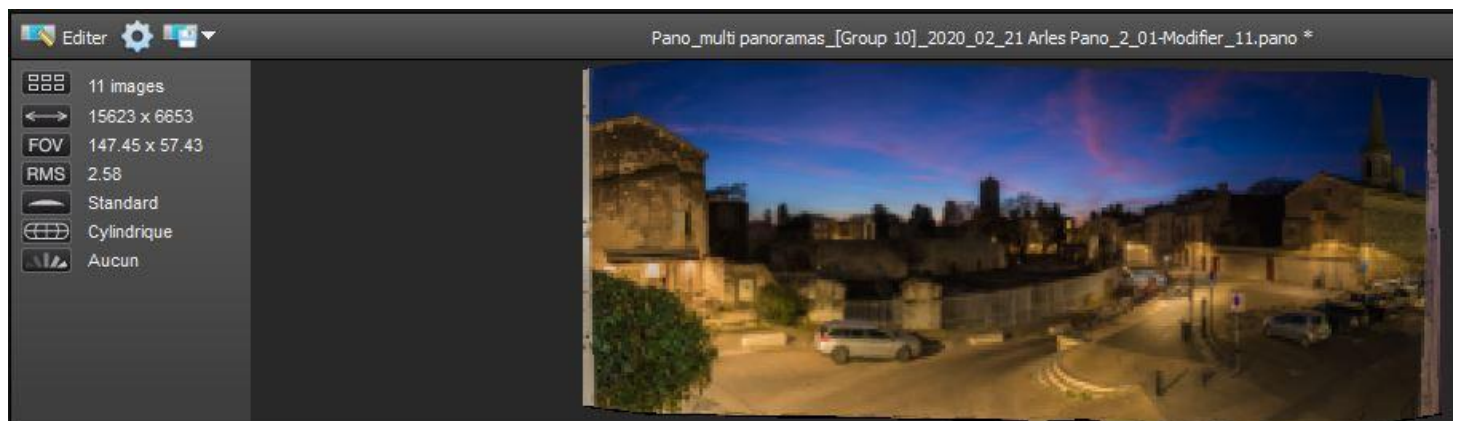 Editer
Pano_multi panoramas_[Group 10]_2020_02_21 Arles Pano_2_01-Modifier_11.pano *
11 images
15623 x 6653
FOV 147.45 x 57.43
RMS 2.58
Standard
Cylindrique
Aucun